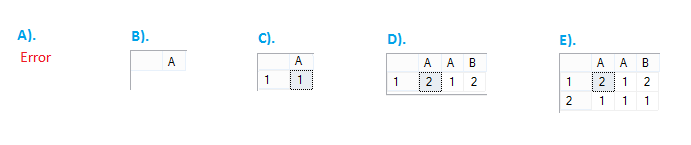 A). B). C). D). E).
Error
A
A
1 1
A A B
1 2 1 2
A A B
1 2 1 2
2 1 1 1